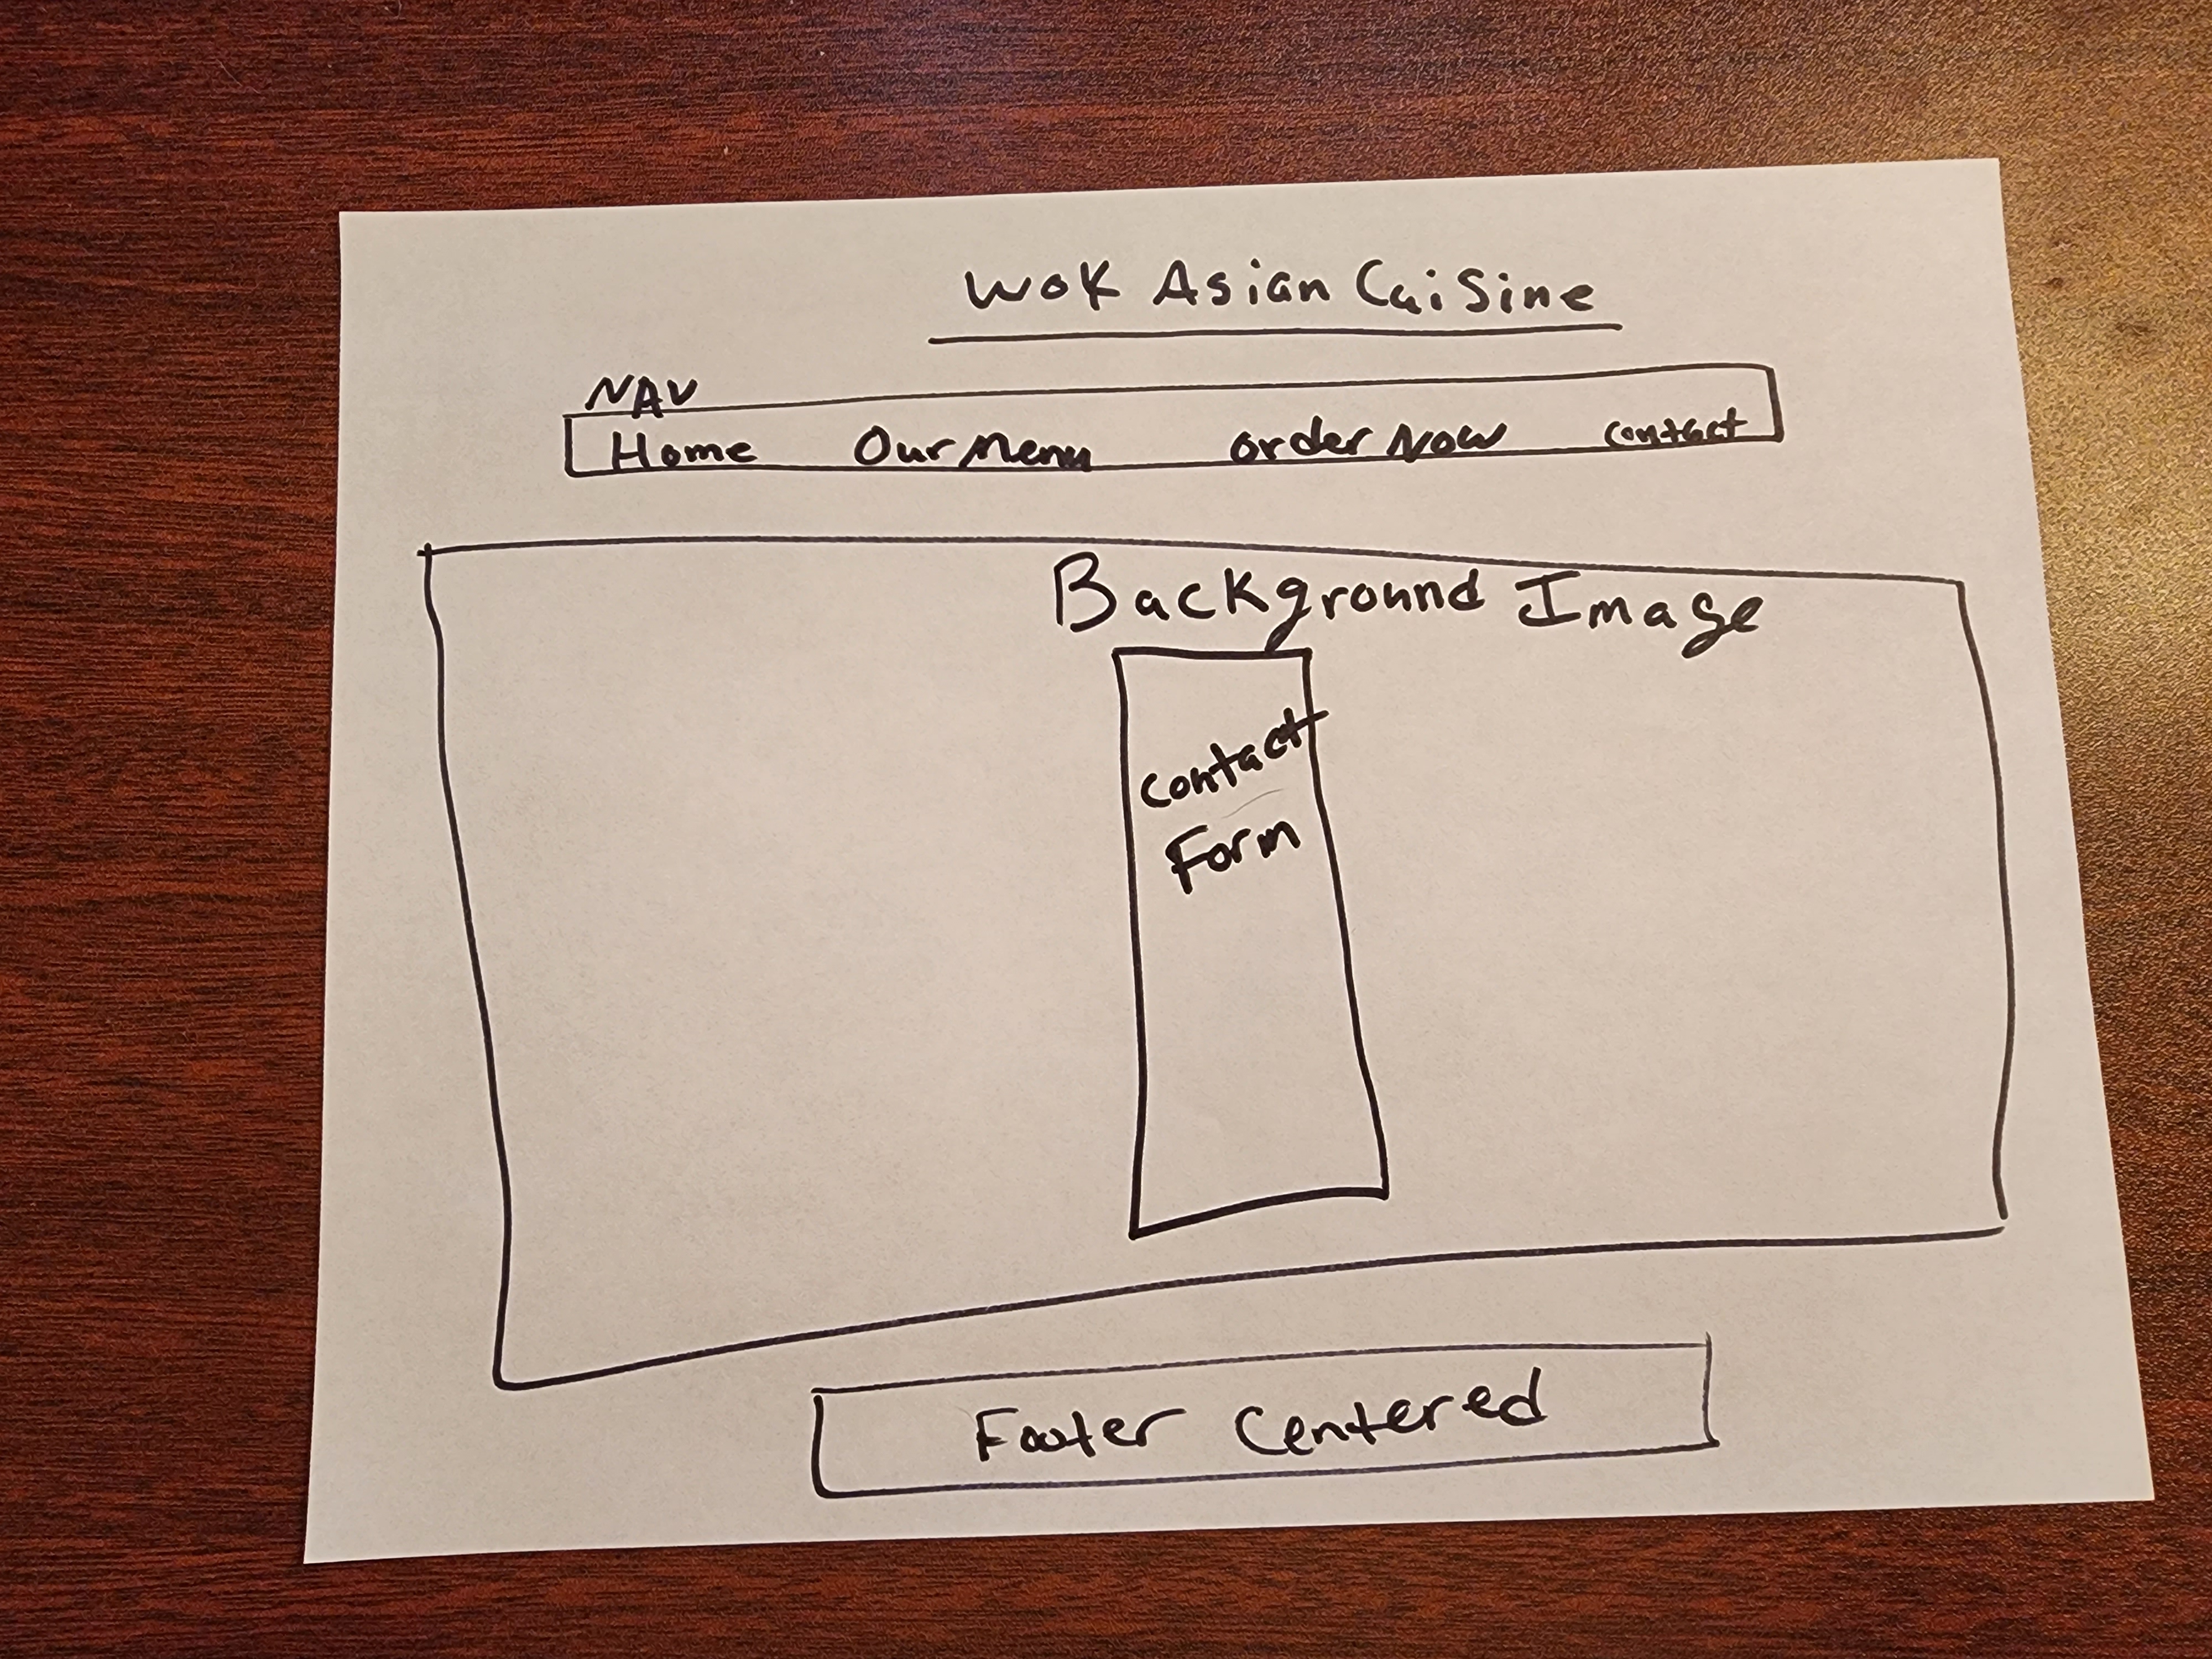 Wok Asian Cuisine
NAV
Home Our Menu Order Now Contact
Background Image
Contact
Form
Footer Centered